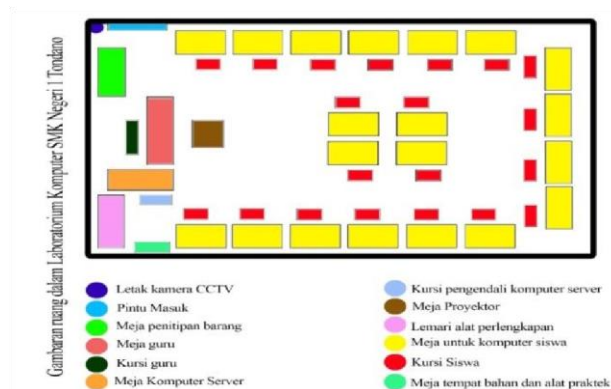 Gambaran ruang dalam Laboratorium Komputer SMK Negeri 1 Tondano
Letak kamera CCTV
Pintu Masuk
Meja penitipan barang
Meja guru
Kursi guru
Meja Komputer Server
Kursi pengendali komputer server
Meja Proyektor
Lemari alat perlengkapan
Meja untuk komputer siswa
Kursi Siswa
Meja tempat bahan dan alat praktek